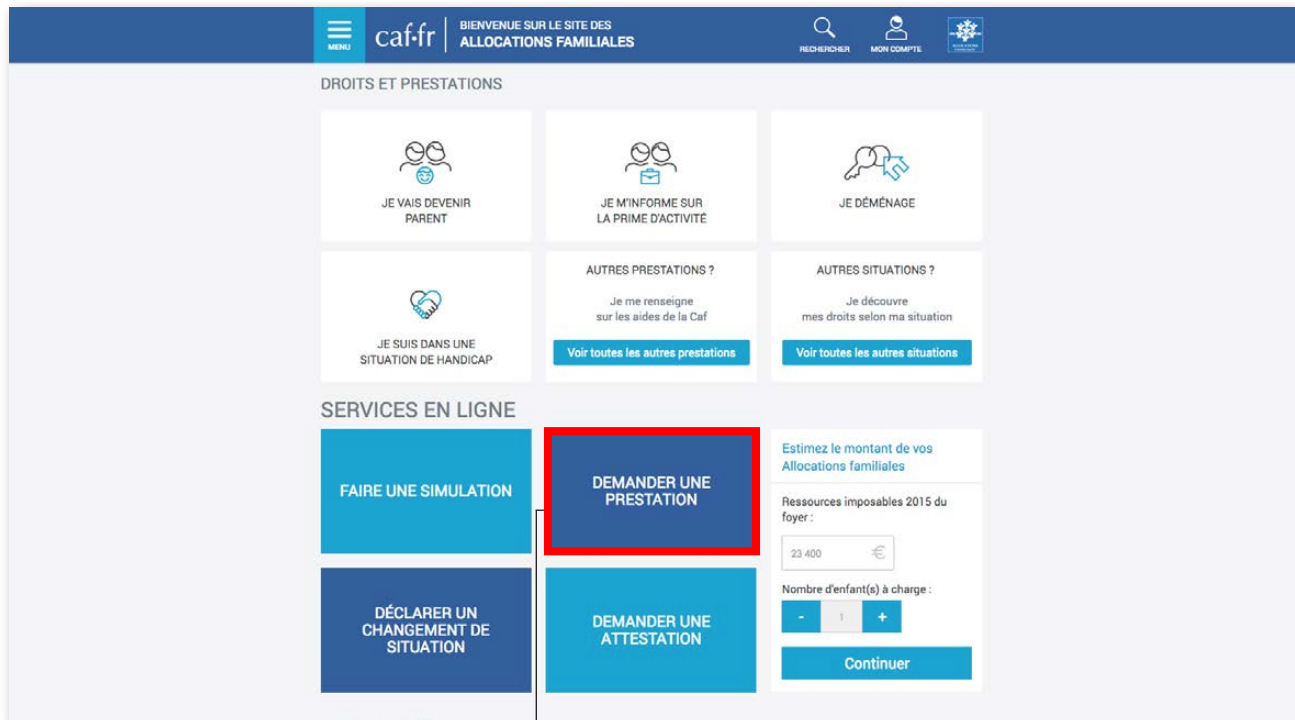 MENU
caf.fr
BIENVENUE SUR LE SITE DES
ALLOCATIONS FAMILIALES
RECHERCHER
MON COMPTE
DROITS ET PRESTATIONS
JE VAIS DEVENIR
PARENT
JE M'INFORME SUR
LA PRIME D'ACTIVITÉ
JE DÉMÉNAGE
JE SUIS DANS UNE
SITUATION DE HANDICAP
AUTRES PRESTATIONS ?
Je me renseigne
sur les aides de la Caf
Voir toutes les autres prestations
AUTRES SITUATIONS ?
Je découvre
mes droits selon ma situation
Voir toutes les autres situations
SERVICES EN LIGNE
FAIRE UNE SIMULATION
DEMANDER UNE
PRESTATION
Estimez le montant de vos
Allocations familiales
Ressources imposables 2015 du
foyer :
23 400 €
Nombre d'enfant(s) à charge :
- 1 +
Continuer
DÉCLARER UN
CHANGEMENT DE
SITUATION
DEMANDER UNE
ATTESTATION